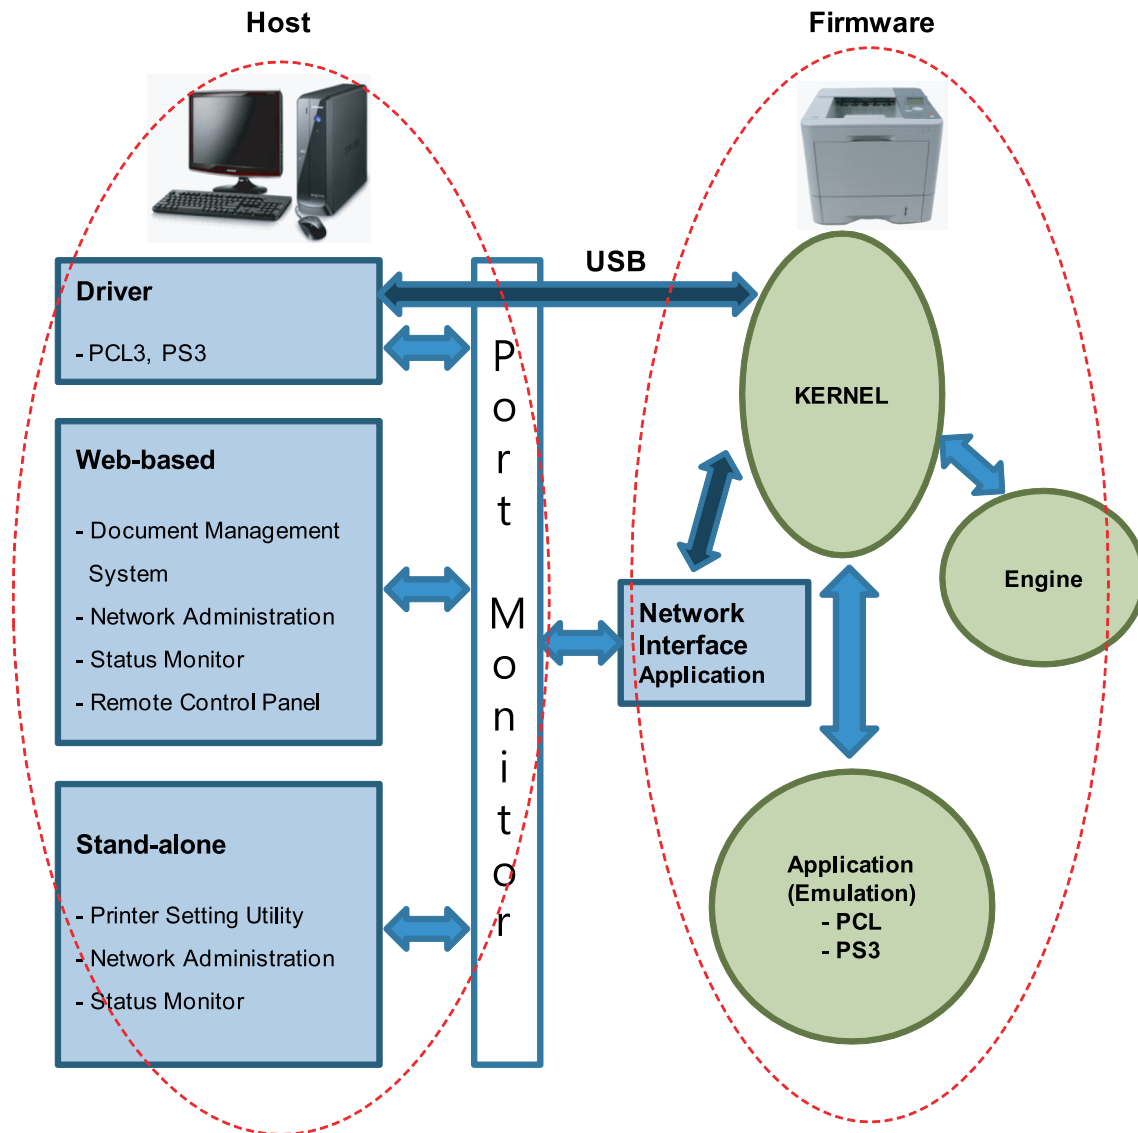 Host
Firmware
USB
Driver
- PCL3, PS3
Web-based
- Document Management
System
- Network Administration
- Status Monitor
- Remote Control Panel
Stand-alone
- Printer Setting Utility
- Network Administration
- Status Monitor
Port Monitor
KERNEL
Engine
Network
Interface
Application
Application
(Emulation)
- PCL
- PS3